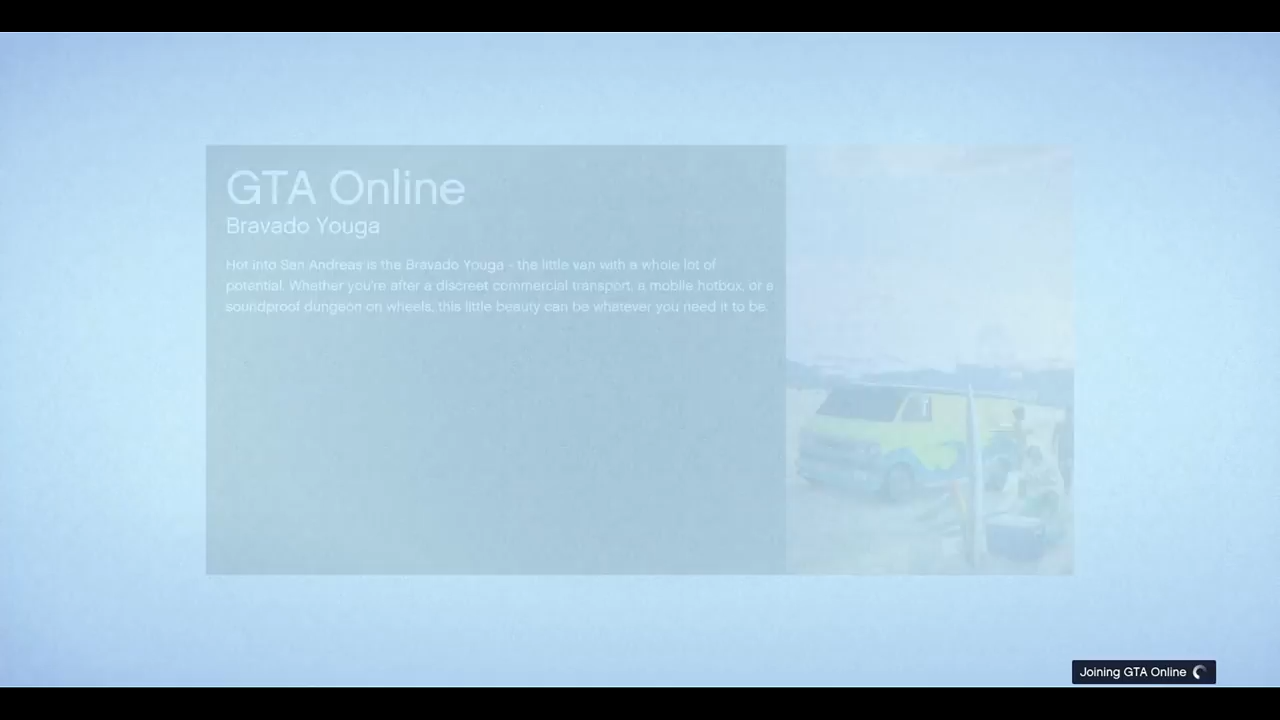 GTA Online
Bravado Youga
Hot into San Andreas is the Bravado Youga - the little van with a whole lot of
potential. Whether you're after a discreet commercial transport, a mobile hotbox, or a
soundproof dungeon on wheels, this little beauty can be whatever you need it to be.
Joining GTA Online